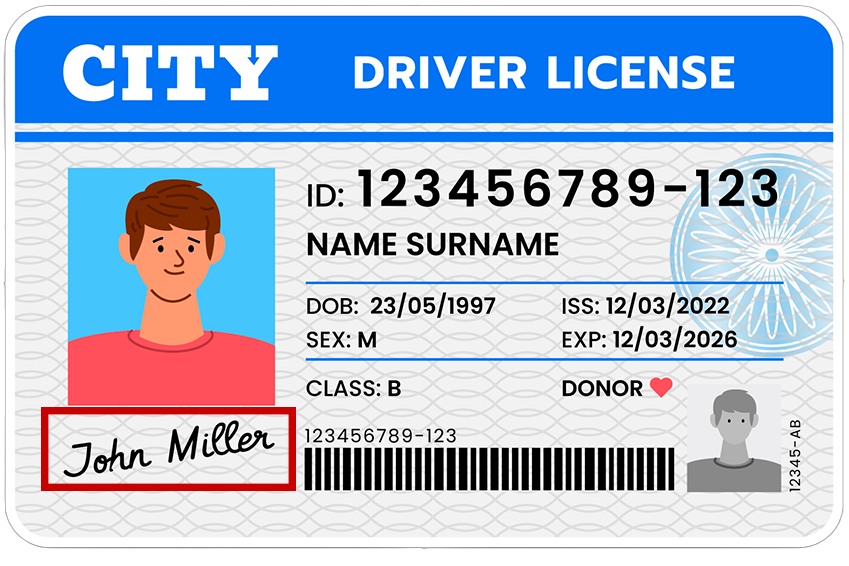 CITY DRIVER LICENSE
ID: 123456789-123
NAME SURNAME
DOB: 23/05/1997 ISS: 12/03/2022
SEX: M EXP: 12/03/2026
CLASS: B DONOR
John Miller
123456789-123
12345-AB